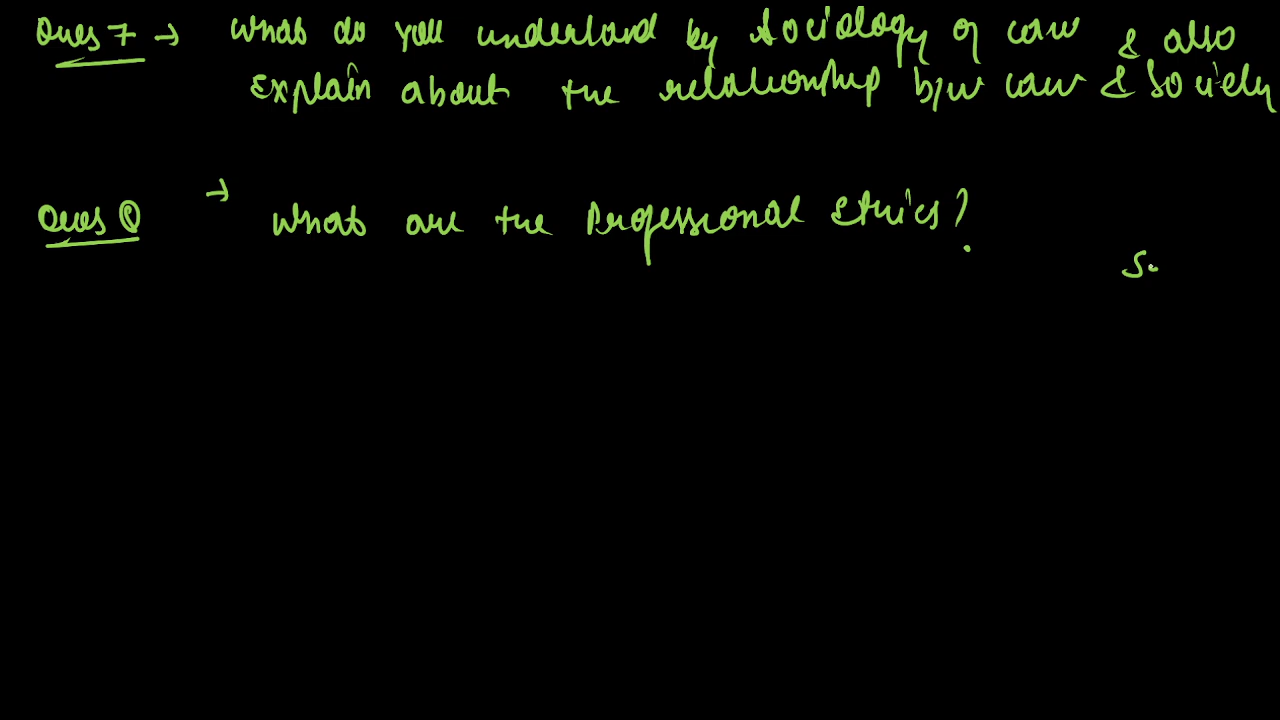 Ques 7 → What do you understand by Sociology of Law & also
Explain about the relationship b/w Law & Society
Ques 8 → What are the Professional Ethics?
S.